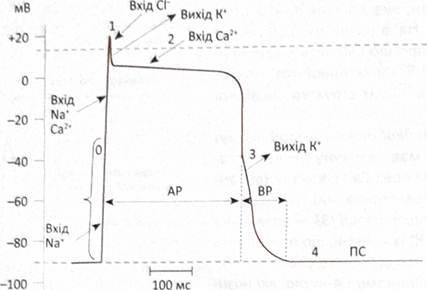 мВ
+20
0
−20
−40
−60
−80
−100
1
Вхід Cl⁻
Вихід K⁺
2
Вхід Ca²⁺
Вхід
Na⁺
Ca²⁺
0
Вхід
Na⁺
3
Вихід K⁺
АР
ВР
4
ПС
100 мс